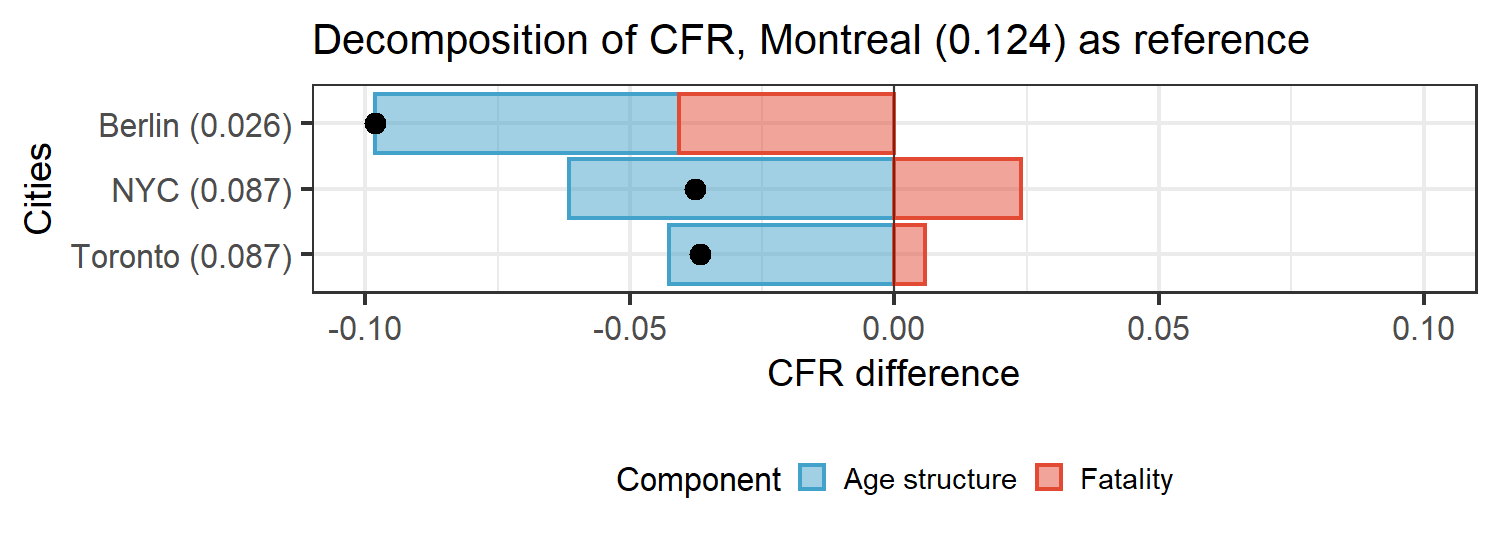 Decomposition of CFR, Montreal (0.124) as reference
Cities
Berlin (0.026)
NYC (0.087)
Toronto (0.087)
-0.10 -0.05 0.00 0.05 0.10
CFR difference
Component Age structure Fatality